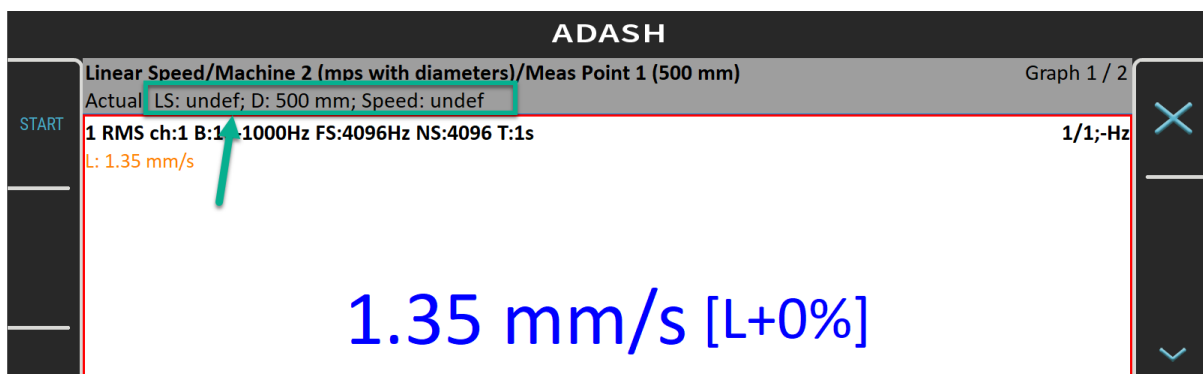 ADASH
Linear Speed/Machine 2 (mps with diameters)/Meas Point 1 (500 mm) Graph 1 / 2
Actual LS: undef; D: 500 mm; Speed: undef
START
1 RMS ch:1 FS:4096Hz NS:4096 T:1s 1/1;-Hz
L: 1.35 mm/s
1.35 mm/s [L+0%]